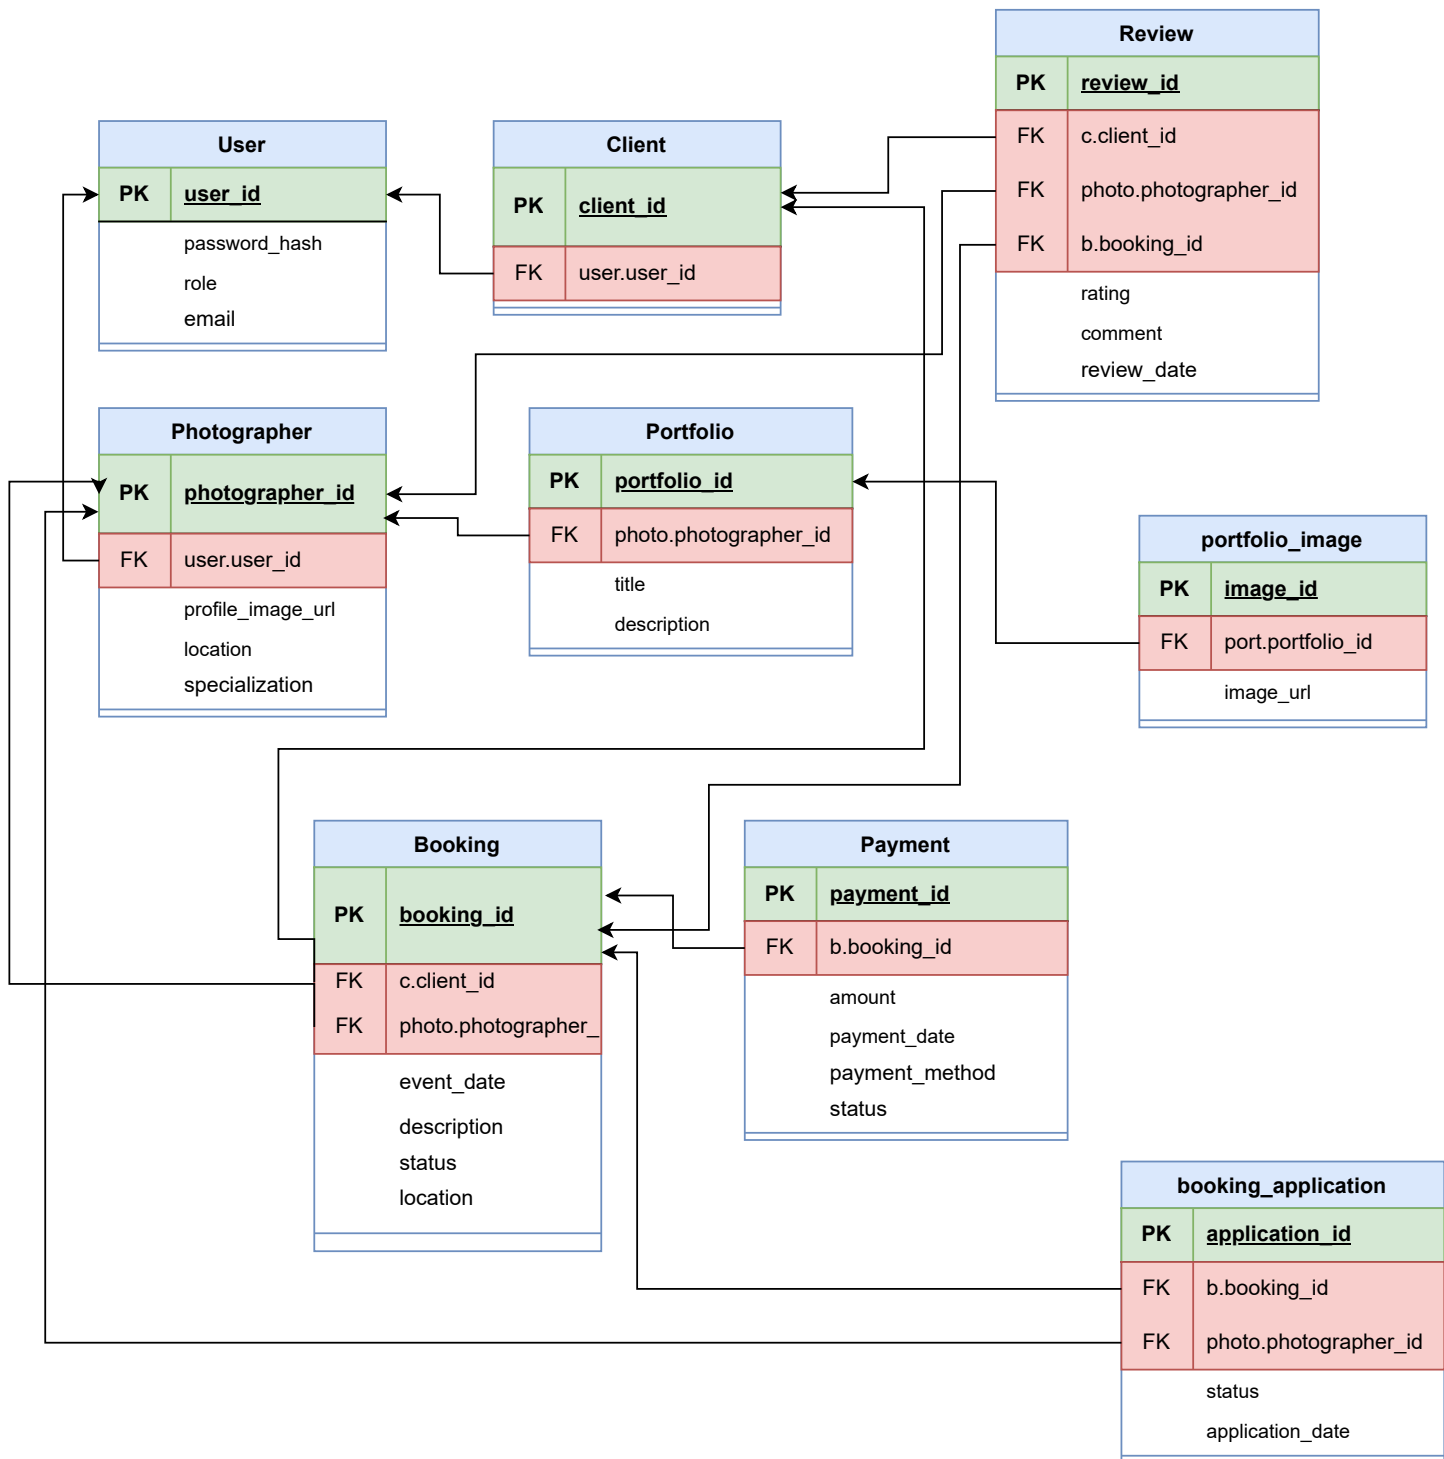 Review
PK review_id
FK c.client_id
FK photo.photographer_id
FK b.booking_id
rating
comment
review_date
User
PK user_id
password_hash
role
email
Client
PK client_id
FK user.user_id
Photographer
PK photographer_id
FK user.user_id
profile_image_url
location
specialization
Portfolio
PK portfolio_id
FK photo.photographer_id
title
description
portfolio_image
PK image_id
FK port.portfolio_id
image_url
Booking
PK booking_id
FK c.client_id
FK photo.photographer_
event_date
description
status
location
Payment
PK payment_id
FK b.booking_id
amount
payment_date
payment_method
status
booking_application
PK application_id
FK b.booking_id
FK photo.photographer_id
status
application_date